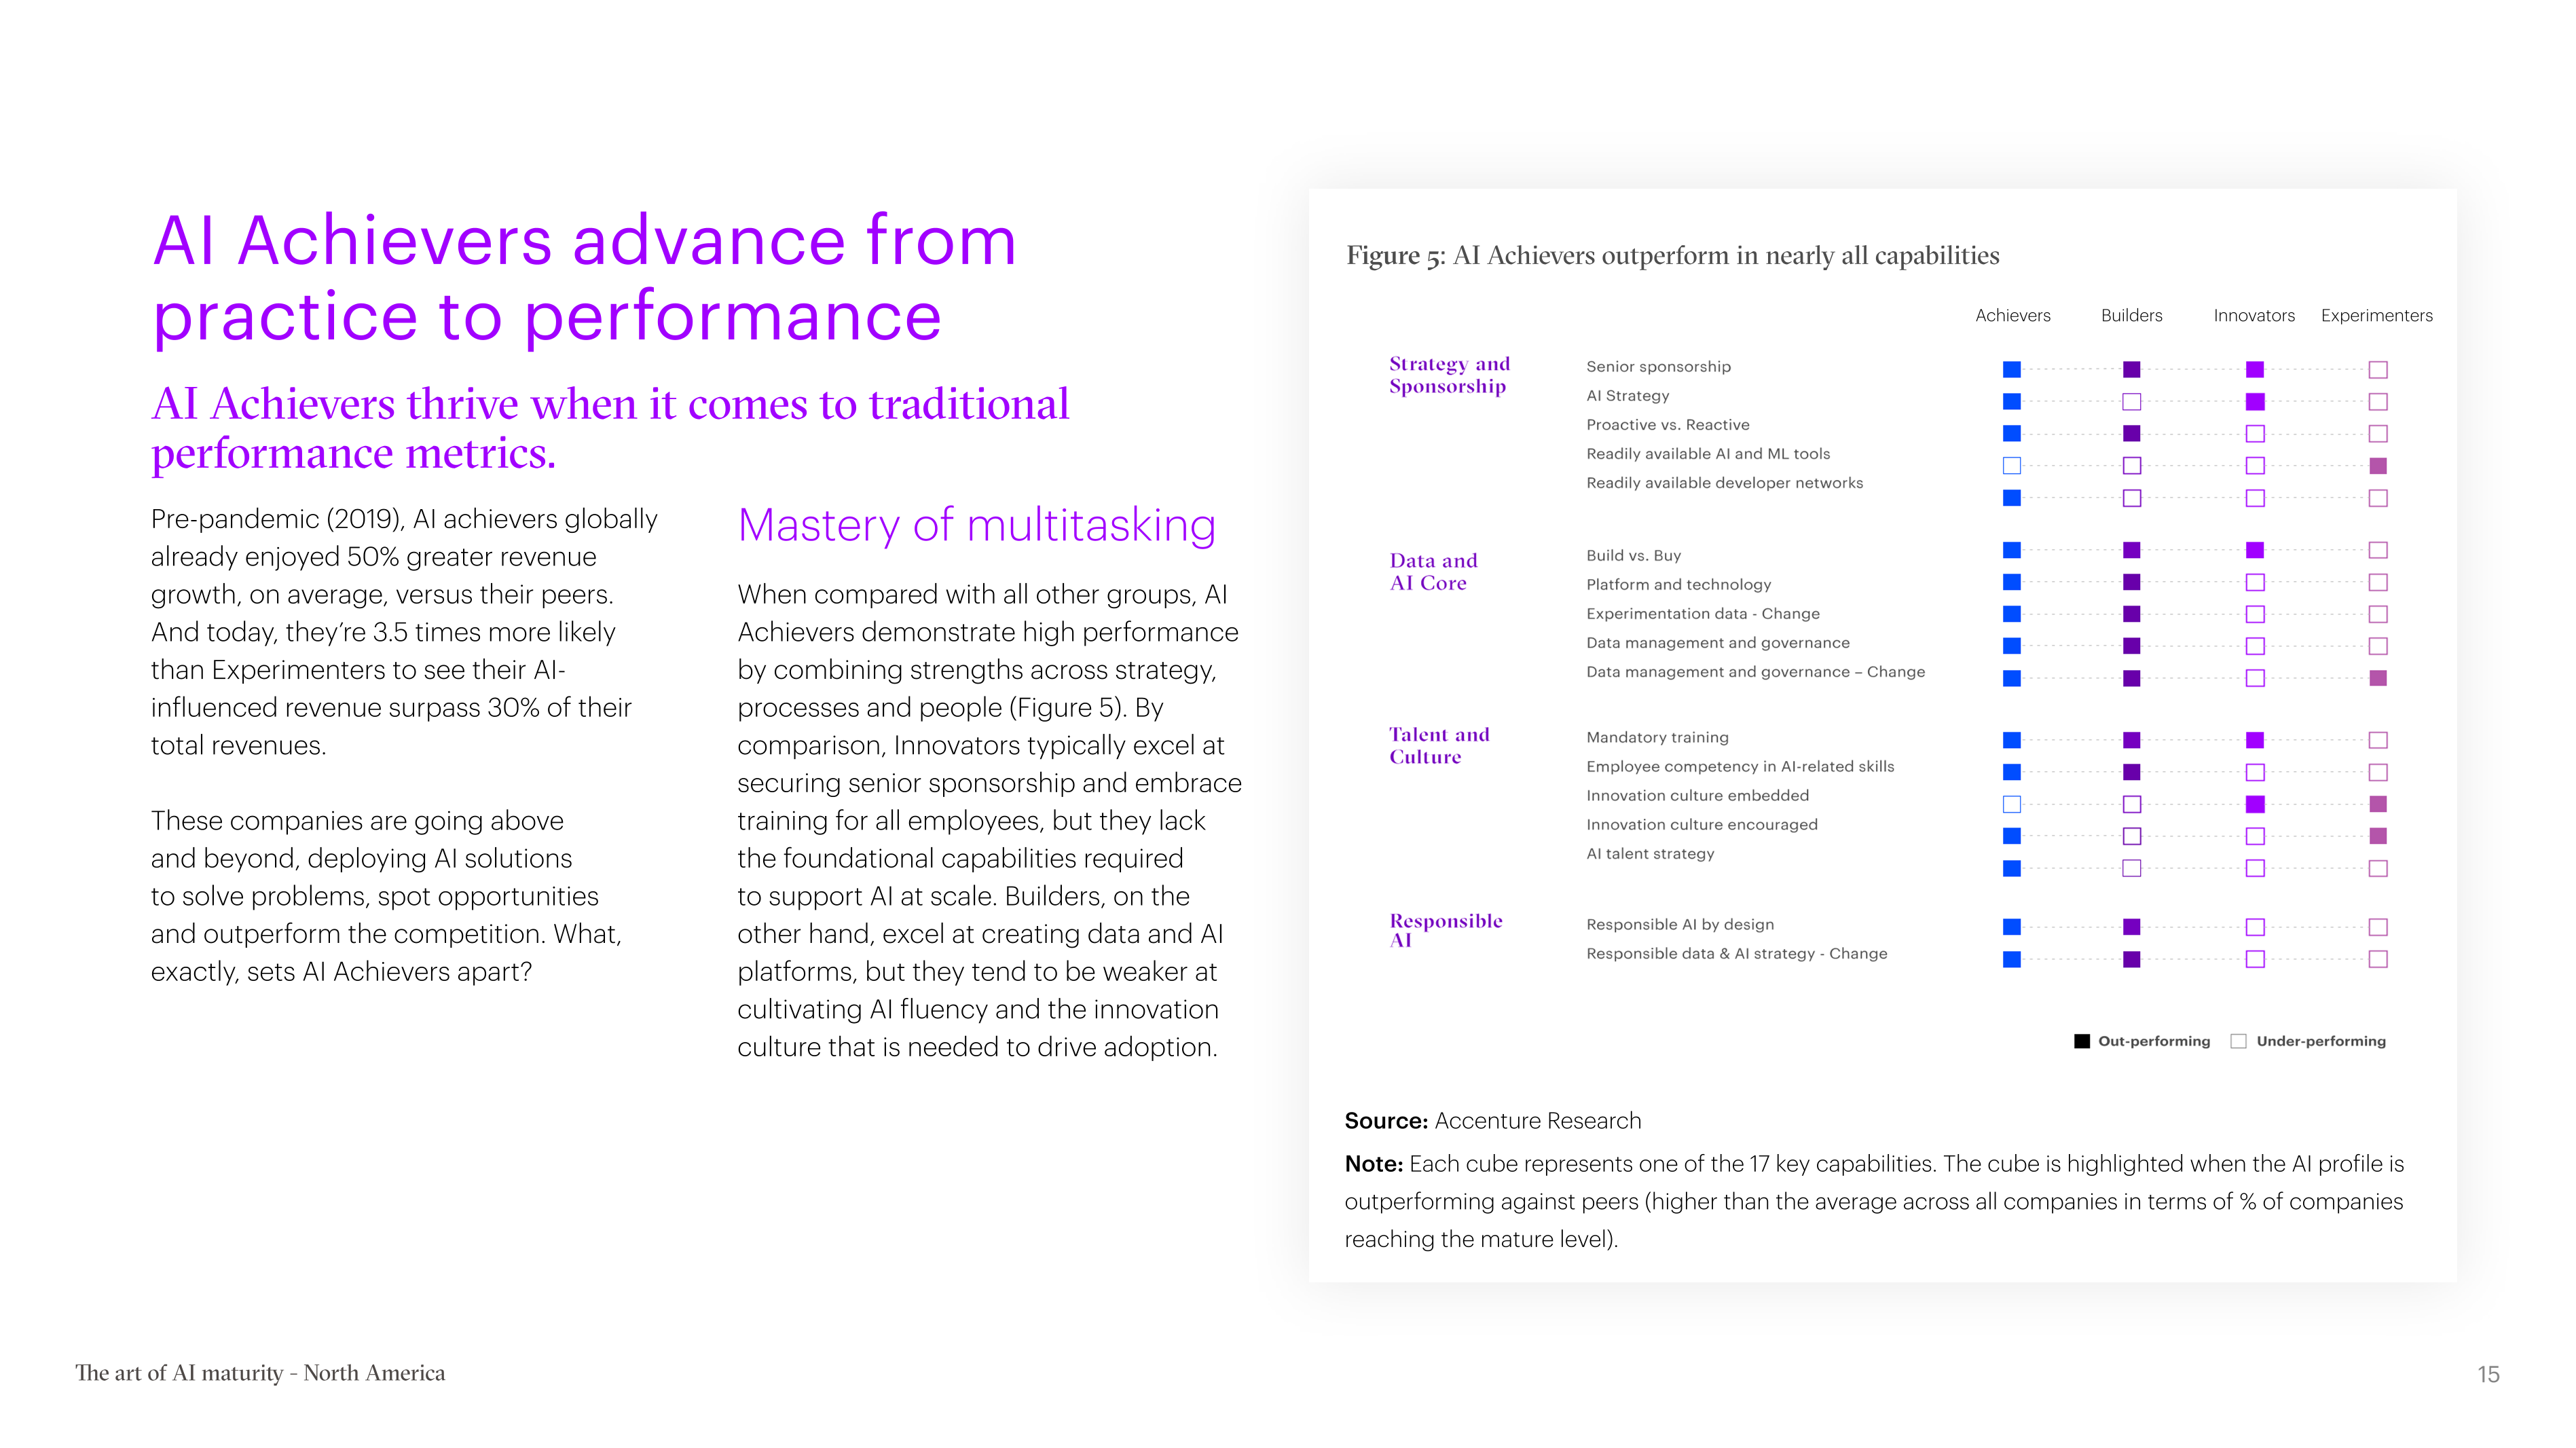 AI Achievers advance from
practice to performance
AI Achievers thrive when it comes to traditional
performance metrics.
Pre-pandemic (2019), AI achievers globally
already enjoyed 50% greater revenue
growth, on average, versus their peers.
And today, they’re 3.5 times more likely
than Experimenters to see their AI-
influenced revenue surpass 30% of their
total revenues.
These companies are going above
and beyond, deploying AI solutions
to solve problems, spot opportunities
and outperform the competition. What,
exactly, sets AI Achievers apart?
Mastery of multitasking
When compared with all other groups, AI
Achievers demonstrate high performance
by combining strengths across strategy,
processes and people (Figure 5). By
comparison, Innovators typically excel at
securing senior sponsorship and embrace
training for all employees, but they lack
the foundational capabilities required
to support AI at scale. Builders, on the
other hand, excel at creating data and AI
platforms, but they tend to be weaker at
cultivating AI fluency and the innovation
culture that is needed to drive adoption.
Figure 5: AI Achievers outperform in nearly all capabilities
Achievers Builders Innovators Experimenters
Strategy and
Sponsorship
Senior sponsorship
AI Strategy
Proactive vs. Reactive
Readily available AI and ML tools
Readily available developer networks
Data and
AI Core
Build vs. Buy
Platform and technology
Experimentation data - Change
Data management and governance
Data management and governance – Change
Talent and
Culture
Mandatory training
Employee competency in AI-related skills
Innovation culture embedded
Innovation culture encouraged
AI talent strategy
Responsible
AI
Responsible AI by design
Responsible data & AI strategy - Change
Out-performing Under-performing
Source: Accenture Research
Note: Each cube represents one of the 17 key capabilities. The cube is highlighted when the AI profile is
outperforming against peers (higher than the average across all companies in terms of % of companies
reaching the mature level).
The art of AI maturity - North America
15